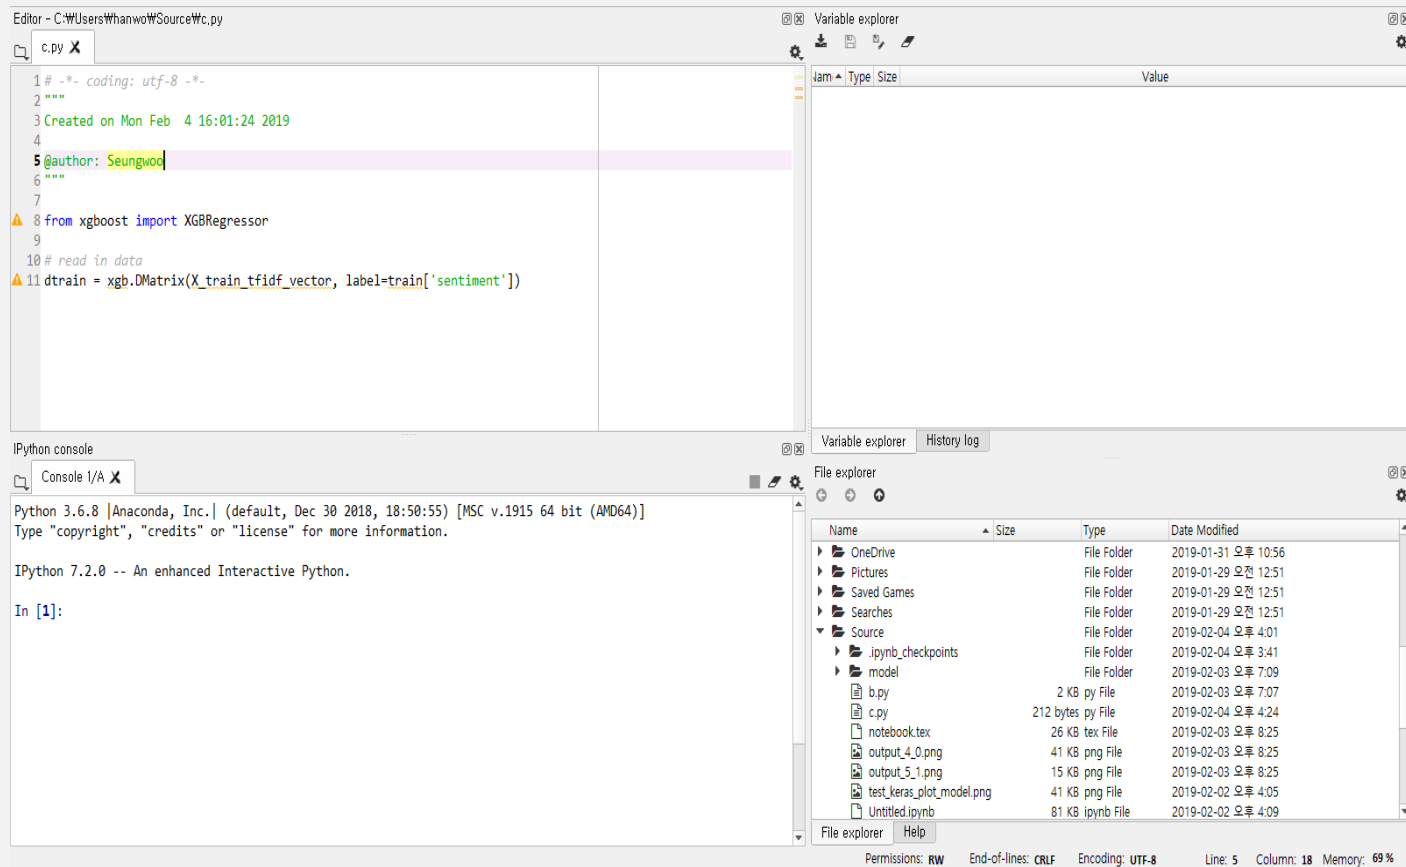 Editor - C:₩Users₩hanwo₩Source₩c.py
c.py
1 # -*- coding: utf-8 -*-
2 """
3 Created on Mon Feb  4 16:01:24 2019
4
5 @author: Seungwoo
6 """
7
8 from xgboost import XGBRegressor
9
10 # read in data
11 dtrain = xgb.DMatrix(X_train_tfidf_vector, label=train['sentiment'])
IPython console
Console 1/A
Python 3.6.8 |Anaconda, Inc.| (default, Dec 30 2018, 18:50:55) [MSC v.1915 64 bit (AMD64)]
Type "copyright", "credits" or "license" for more information.
IPython 7.2.0 -- An enhanced Interactive Python.
In [1]:
Variable explorer
Nam Type Size Value
Variable explorer History log
File explorer
Name Size Type Date Modified
OneDrive File Folder 2019-01-31 오후 10:56
Pictures File Folder 2019-01-29 오전 12:51
Saved Games File Folder 2019-01-29 오전 12:51
Searches File Folder 2019-01-29 오전 12:51
Source File Folder 2019-02-04 오후 4:01
.ipynb_checkpoints File Folder 2019-02-04 오후 3:41
model File Folder 2019-02-03 오후 7:09
b.py 2 KB py File 2019-02-03 오후 7:07
c.py 212 bytes py File 2019-02-04 오후 4:24
notebook.tex 26 KB tex File 2019-02-03 오후 8:25
output_4_0.png 41 KB png File 2019-02-03 오후 8:25
output_5_1.png 15 KB png File 2019-02-03 오후 8:25
test_keras_plot_model.png 41 KB png File 2019-02-02 오후 4:05
Untitled.ipynb 81 KB ipynb File 2019-02-02 오후 4:09
File explorer Help
Permissions: RW End-of-lines: CRLF Encoding: UTF-8 Line: 5 Column: 18 Memory: 69 %